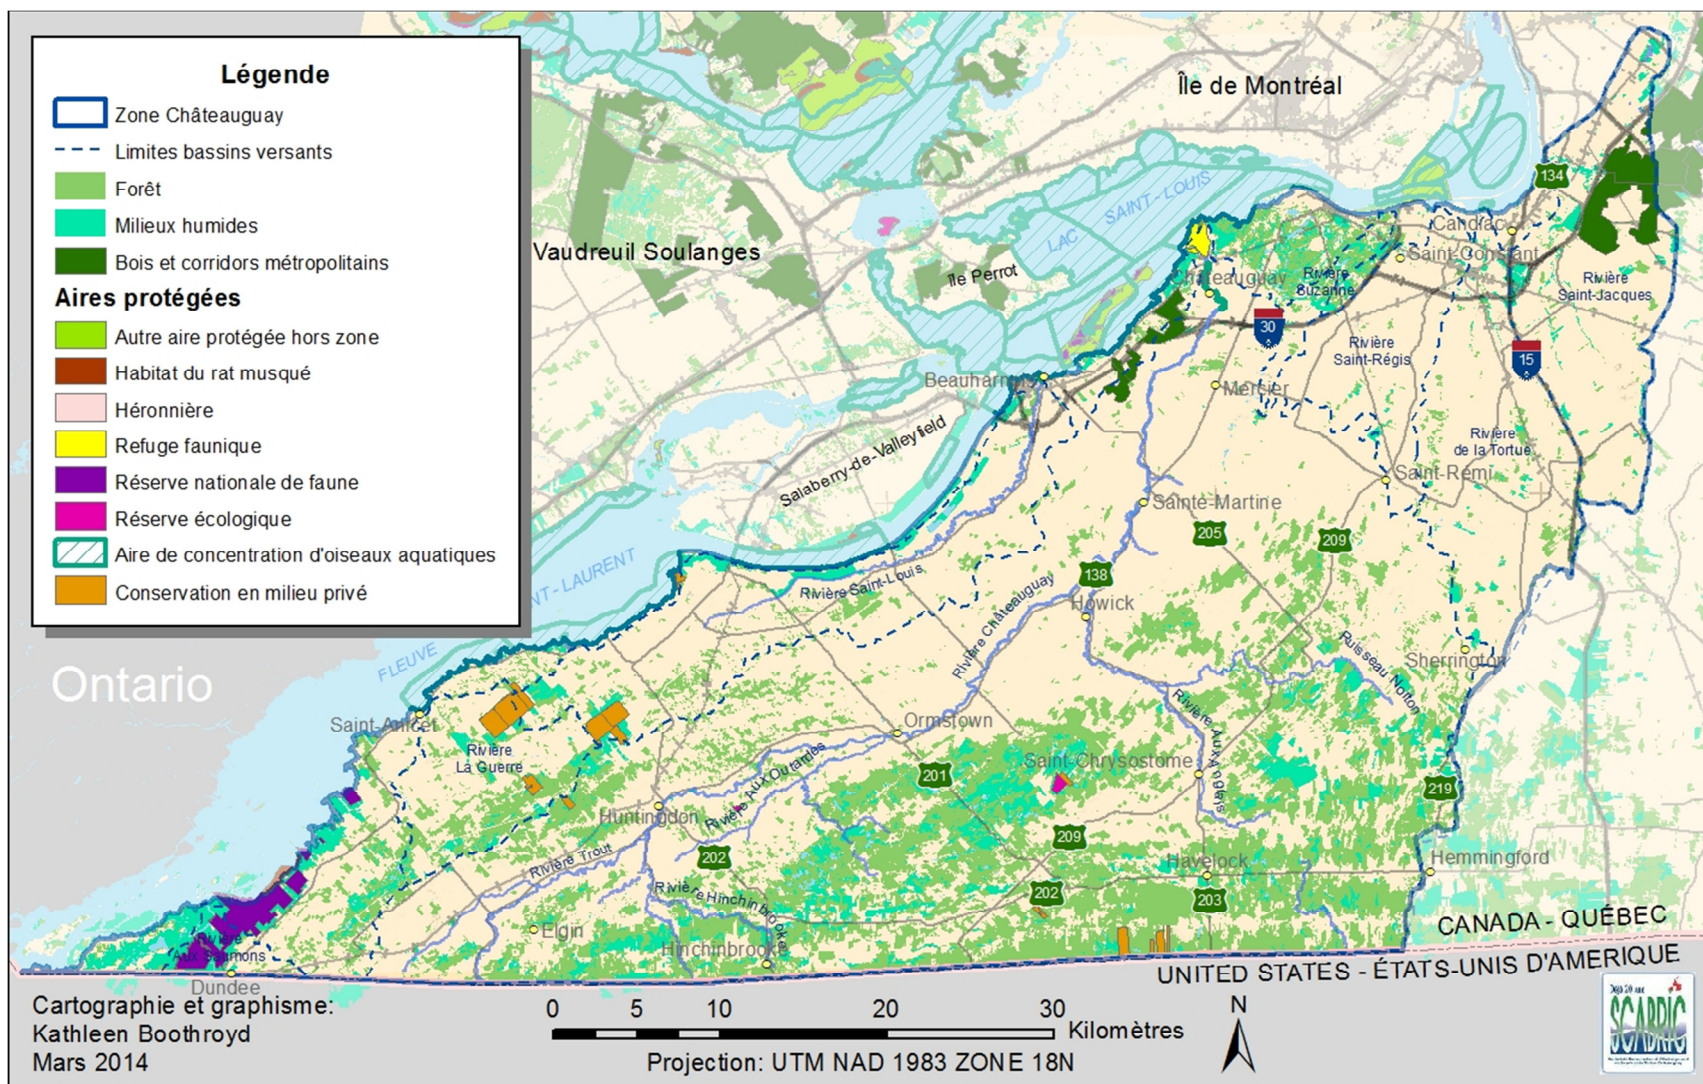 Légende
Zone Châteauguay
Limites bassins versants
Forêt
Milieux humides
Bois et corridors métropolitains
Aires protégées
Autre aire protégée hors zone
Habitat du rat musqué
Héronnière
Refuge faunique
Réserve nationale de faune
Réserve écologique
Aire de concentration d'oiseaux aquatiques
Conservation en milieu privé
Île de Montréal
Vaudreuil Soulanges
LAC SAINT-LOUIS
Île Perrot
134
Candiac
Saint-Constant
Châteauguay
Rivière
Suzanne
Rivière
Saint-Jacques
30
Rivière
Saint-Régis
15
Beauharnois
Mercier
Salaberry-de-Valleyfield
Rivière
de la Tortue
Saint-Rémi
Sainte-Martine
205
209
NT-LAURENT
FLEUVE
Rivière Saint-Louis
138
Rivière Châteauguay
Howick
Ontario
Ruisseau Norton
Sherrington
Saint-Anicet
Rivière
La Guerre
Ormstown
Rivière Aux Anglais
Saint-Chrysostome
201
219
Rivière Aux Outardes
Huntingdon
209
202
Rivière Trout
Havelock
Hemmingford
Rivière Hinchinbrooke
202
203
Elgin
Hinchinbrooke
Rivière
Aux Saumons
Dundee
CANADA - QUÉBEC
UNITED STATES - ÉTATS-UNIS D'AMERIQUE
Cartographie et graphisme:
Kathleen Boothroyd
Mars 2014
0 5 10 20 30
Kilomètres
Projection: UTM NAD 1983 ZONE 18N
N
Déjà 20 ans
SCABRIC